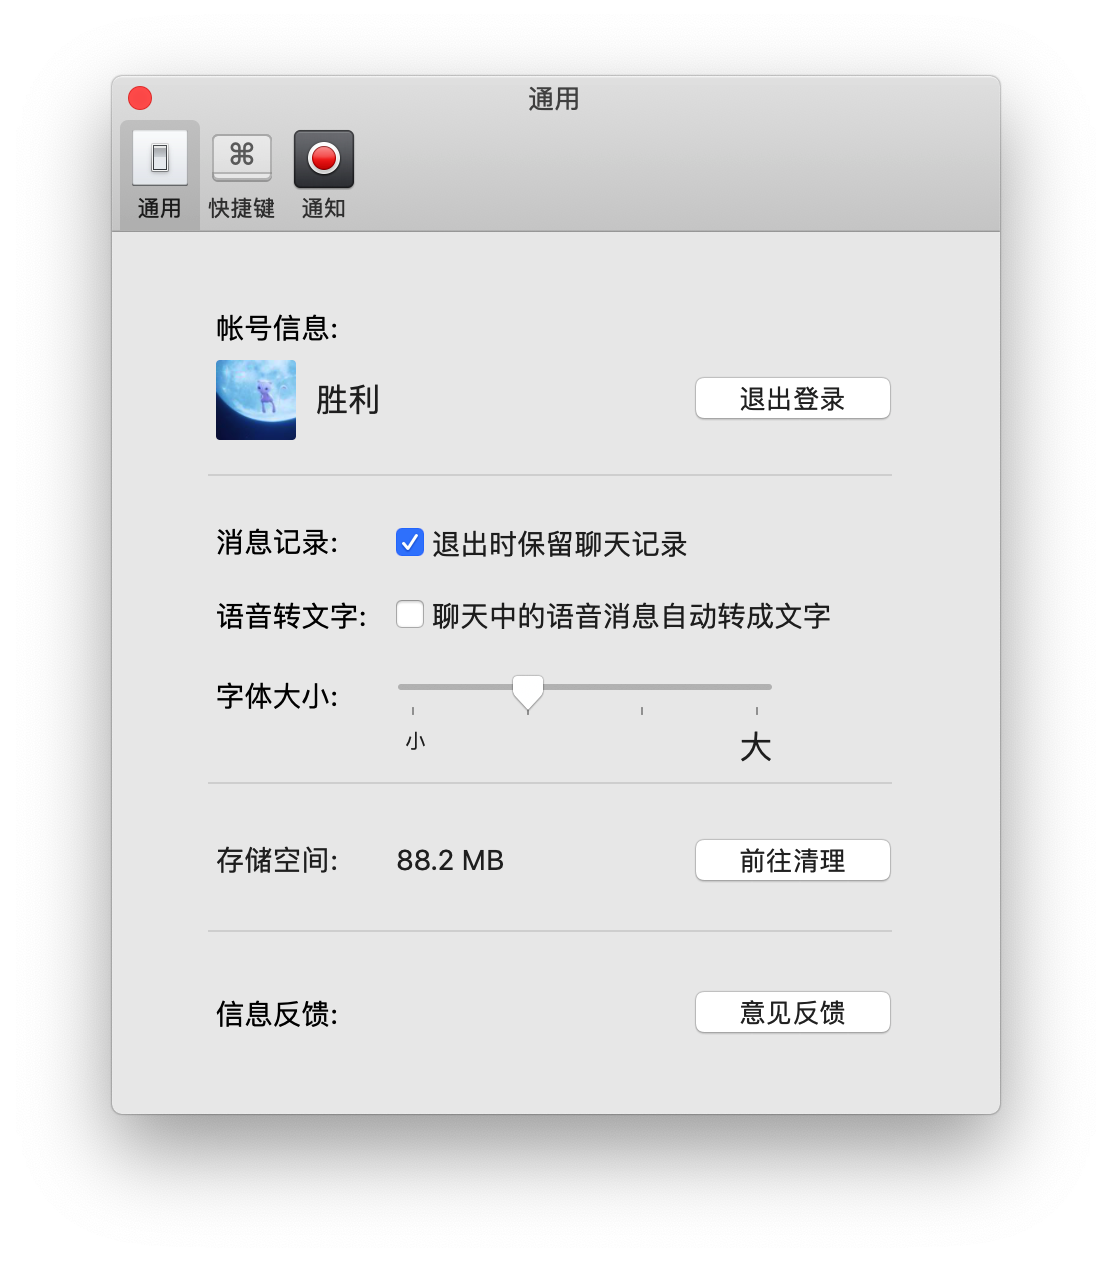 通用
通用 快捷键 通知
帐号信息:
胜利 退出登录
消息记录: 退出时保留聊天记录
语音转文字: 聊天中的语音消息自动转成文字
字体大小:
小 大
存储空间: 88.2 MB 前往清理
信息反馈: 意见反馈